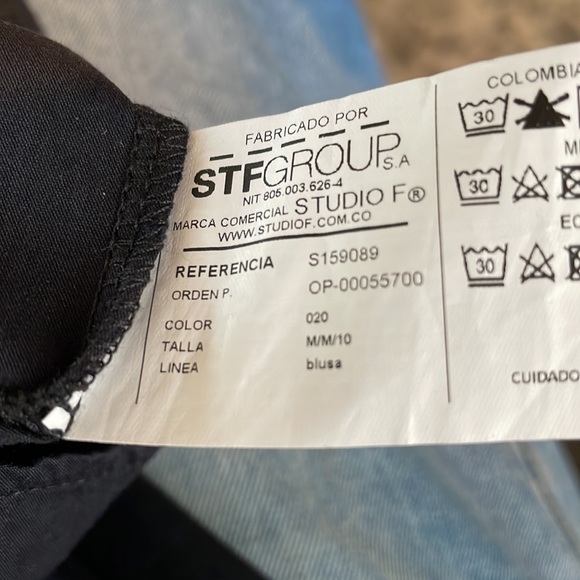 FABRICADO POR
STFGROUP S.A
NIT 805.003.626-4
MARCA COMERCIAL STUDIO F®
WWW.STUDIOF.COM.CO
REFERENCIA S159089
ORDEN P. OP-00055700
COLOR 020
TALLA M/M/10
LINEA blusa
COLOMBIA
30
30
30
CUIDADO